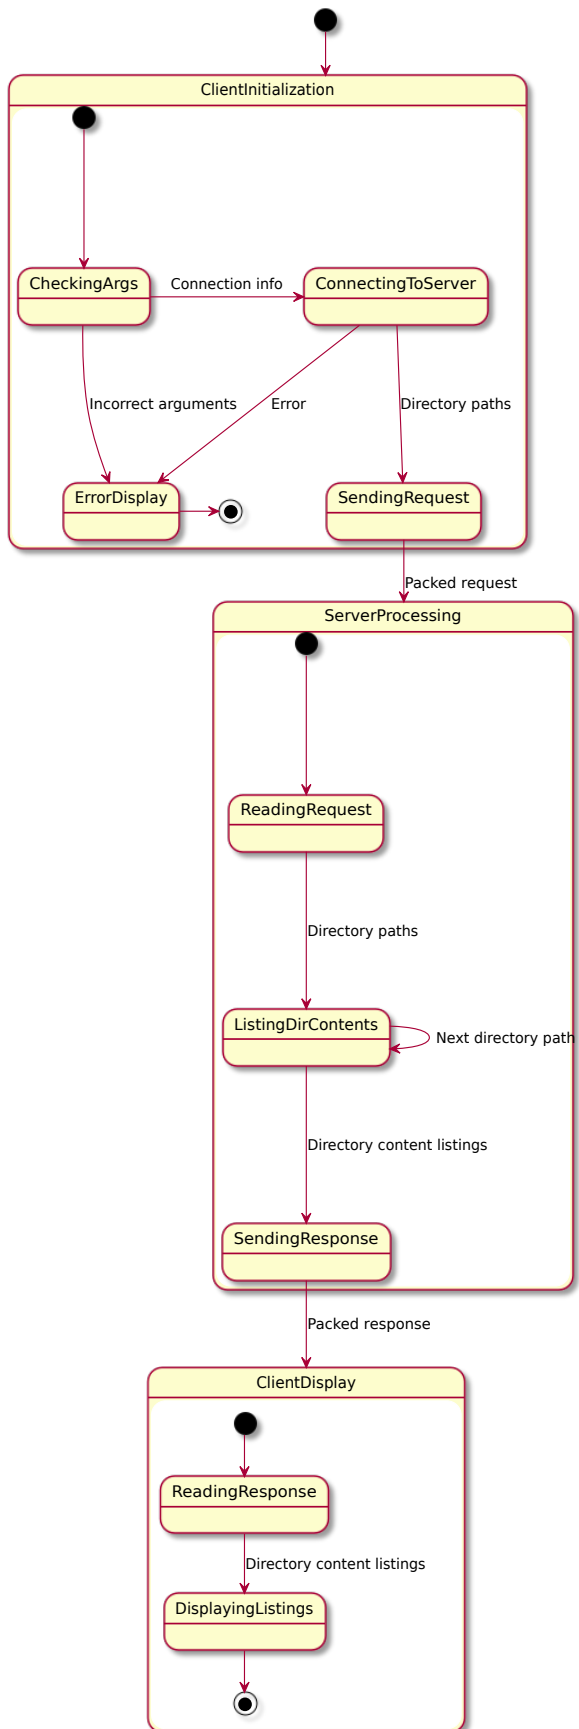 ClientInitialization
CheckingArgs
Connection info
ConnectingToServer
Incorrect arguments
Error
Directory paths
ErrorDisplay
SendingRequest
Packed request
ServerProcessing
ReadingRequest
Directory paths
ListingDirContents
Next directory path
Directory content listings
SendingResponse
Packed response
ClientDisplay
ReadingResponse
Directory content listings
DisplayingListings